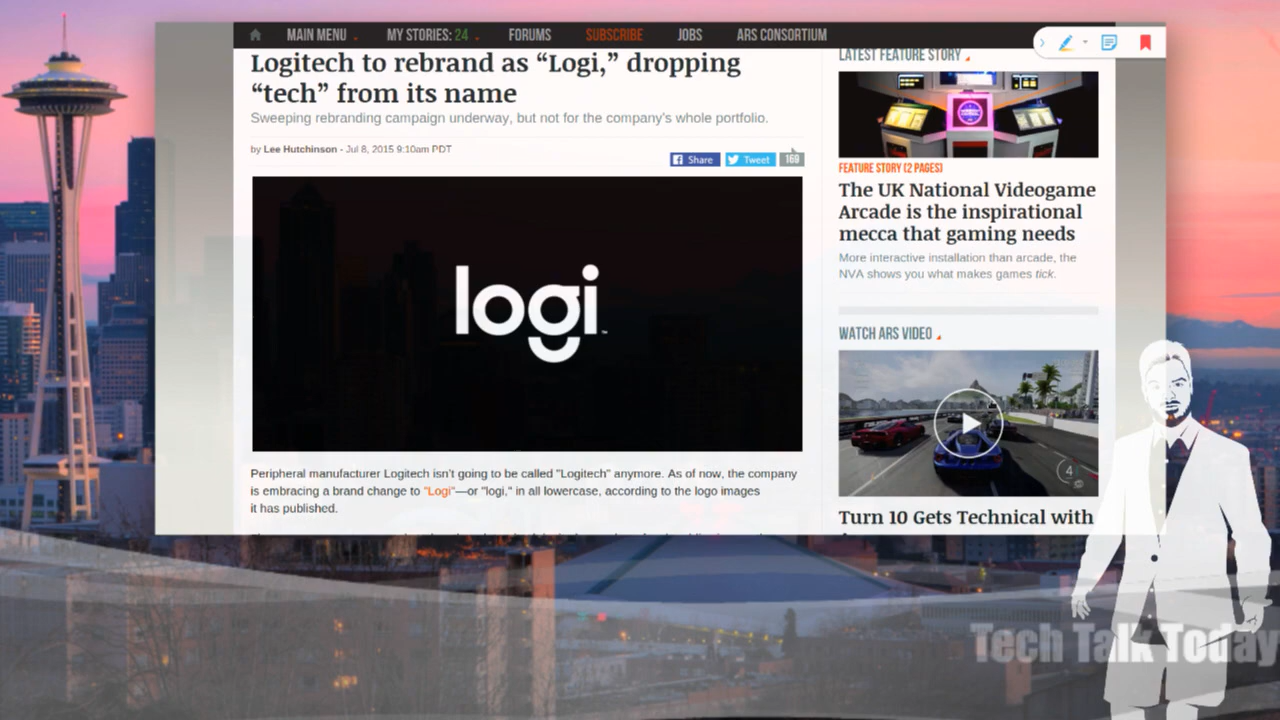 MAIN MENU
MY STORIES: 24
FORUMS
SUBSCRIBE
JOBS
ARS CONSORTIUM
Logitech to rebrand as “Logi,” dropping
“tech” from its name
Sweeping rebranding campaign underway, but not for the company's whole portfolio.
by Lee Hutchinson - Jul 8, 2015 9:10am PDT
Share
Tweet
169
logi
Peripheral manufacturer Logitech isn't going to be called "Logitech" anymore. As of now, the company
is embracing a brand change to "Logi"—or "logi," in all lowercase, according to the logo images
it has published.
LATEST FEATURE STORY
FEATURE STORY (2 PAGES)
The UK National Videogame
Arcade is the inspirational
mecca that gaming needs
More interactive installation than arcade, the
NVA shows you what makes games tick.
WATCH ARS VIDEO
4
Turn 10 Gets Technical with
Tech Talk Today